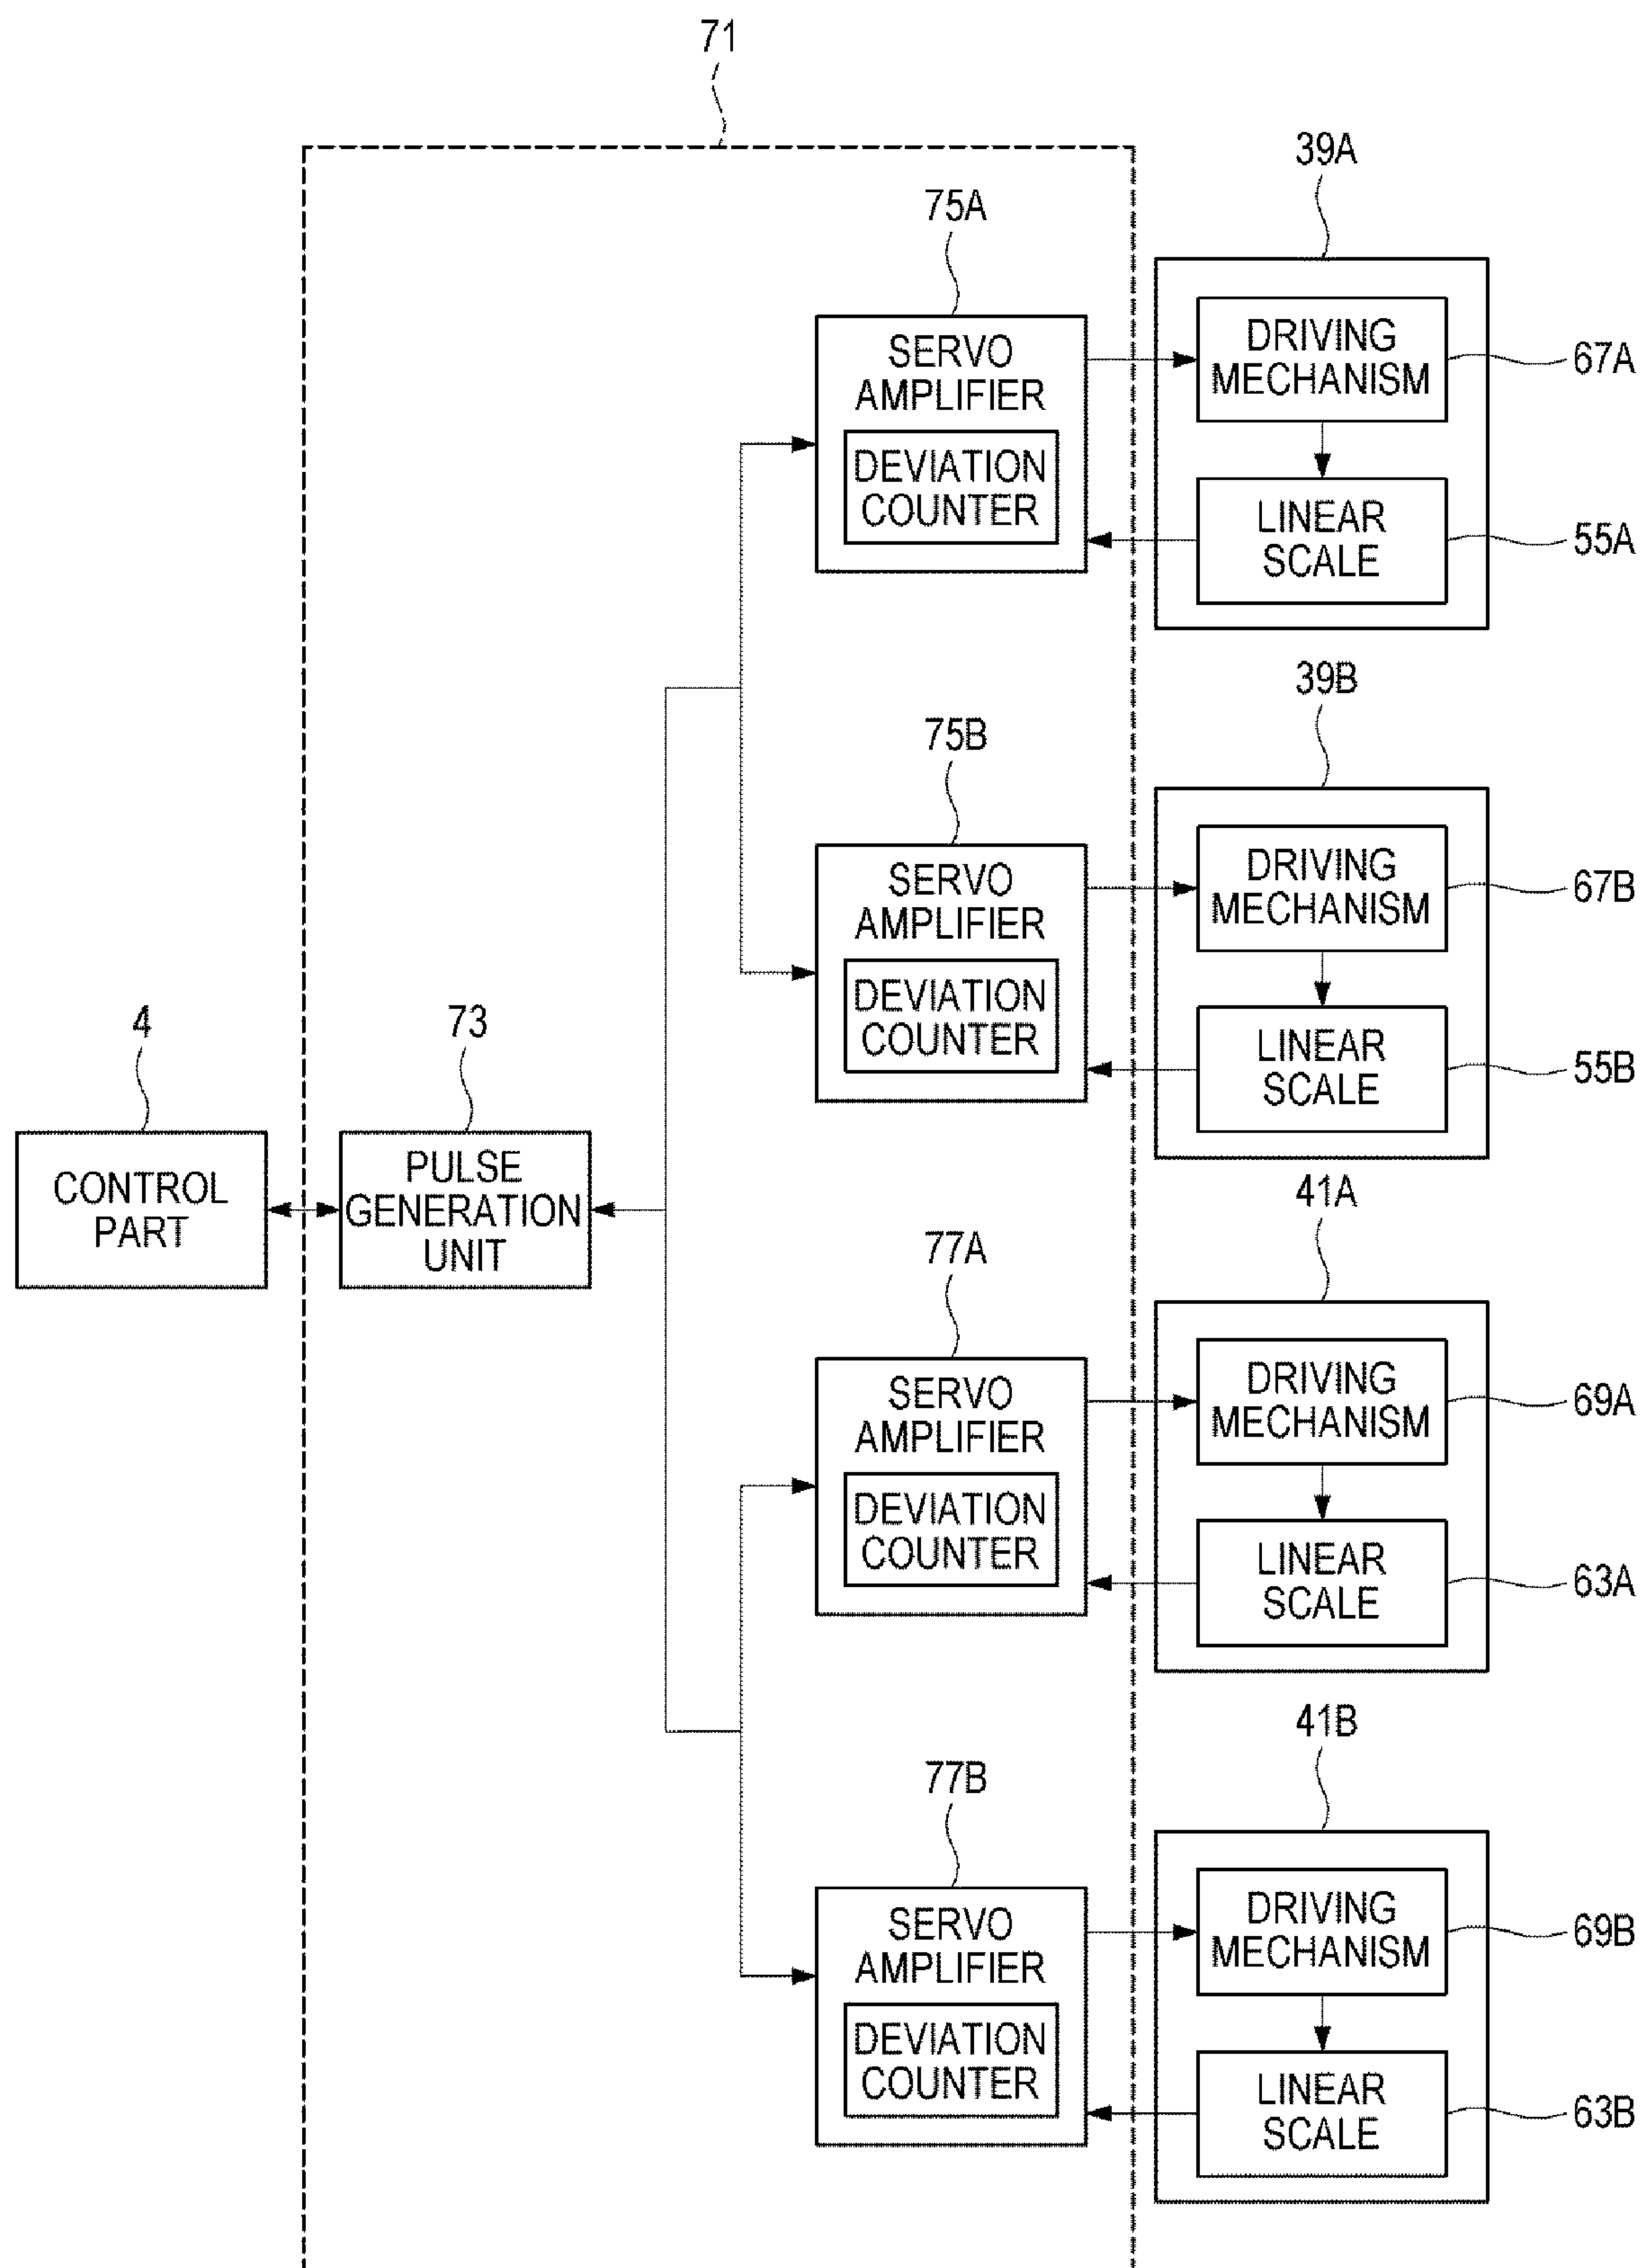 71
39A
75A
SERVO
AMPLIFIER
DEVIATION
COUNTER
DRIVING
MECHANISM
67A
LINEAR
SCALE
55A
39B
75B
SERVO
AMPLIFIER
DEVIATION
COUNTER
DRIVING
MECHANISM
67B
LINEAR
SCALE
55B
4
CONTROL
PART
73
PULSE
GENERATION
UNIT
41A
77A
SERVO
AMPLIFIER
DEVIATION
COUNTER
DRIVING
MECHANISM
69A
LINEAR
SCALE
63A
41B
77B
SERVO
AMPLIFIER
DEVIATION
COUNTER
DRIVING
MECHANISM
69B
LINEAR
SCALE
63B